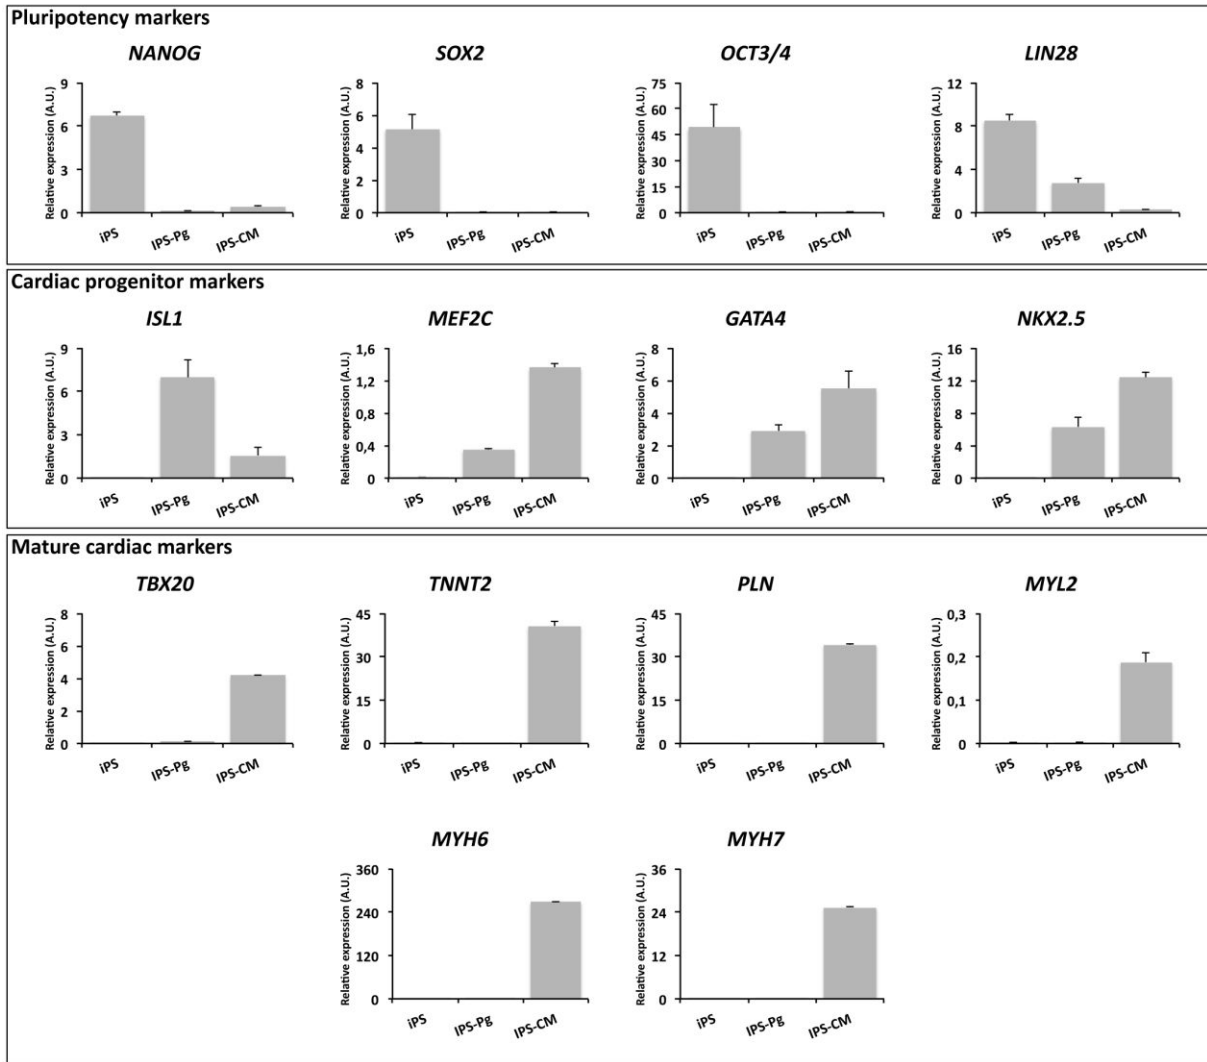 Pluripotency markers
NANOG
Relative expression (A.U.)
9
6
3
0
iPS
IPS-Pg
IPS-CM
SOX2
Relative expression (A.U.)
8
6
4
2
0
iPS
IPS-Pg
IPS-CM
OCT3/4
Relative expression (A.U.)
75
60
45
30
15
0
iPS
IPS-Pg
IPS-CM
LIN28
Relative expression (A.U.)
12
8
4
0
iPS
IPS-Pg
IPS-CM
Cardiac progenitor markers
ISL1
Relative expression (A.U.)
9
6
3
0
iPS
IPS-Pg
IPS-CM
MEF2C
Relative expression (A.U.)
1,6
1,2
0,8
0,4
0
iPS
IPS-Pg
IPS-CM
GATA4
Relative expression (A.U.)
8
6
4
2
0
iPS
IPS-Pg
IPS-CM
NKX2.5
Relative expression (A.U.)
16
12
8
4
0
iPS
IPS-Pg
IPS-CM
Mature cardiac markers
TBX20
Relative expression (A.U.)
8
6
4
2
0
iPS
IPS-Pg
IPS-CM
TNNT2
Relative expression (A.U.)
45
30
15
0
iPS
IPS-Pg
IPS-CM
PLN
Relative expression (A.U.)
45
30
15
0
iPS
IPS-Pg
IPS-CM
MYL2
Relative expression (A.U.)
0,3
0,2
0,1
0
iPS
IPS-Pg
IPS-CM
MYH6
Relative expression (A.U.)
360
240
120
0
iPS
IPS-Pg
IPS-CM
MYH7
Relative expression (A.U.)
36
24
12
0
iPS
IPS-Pg
IPS-CM